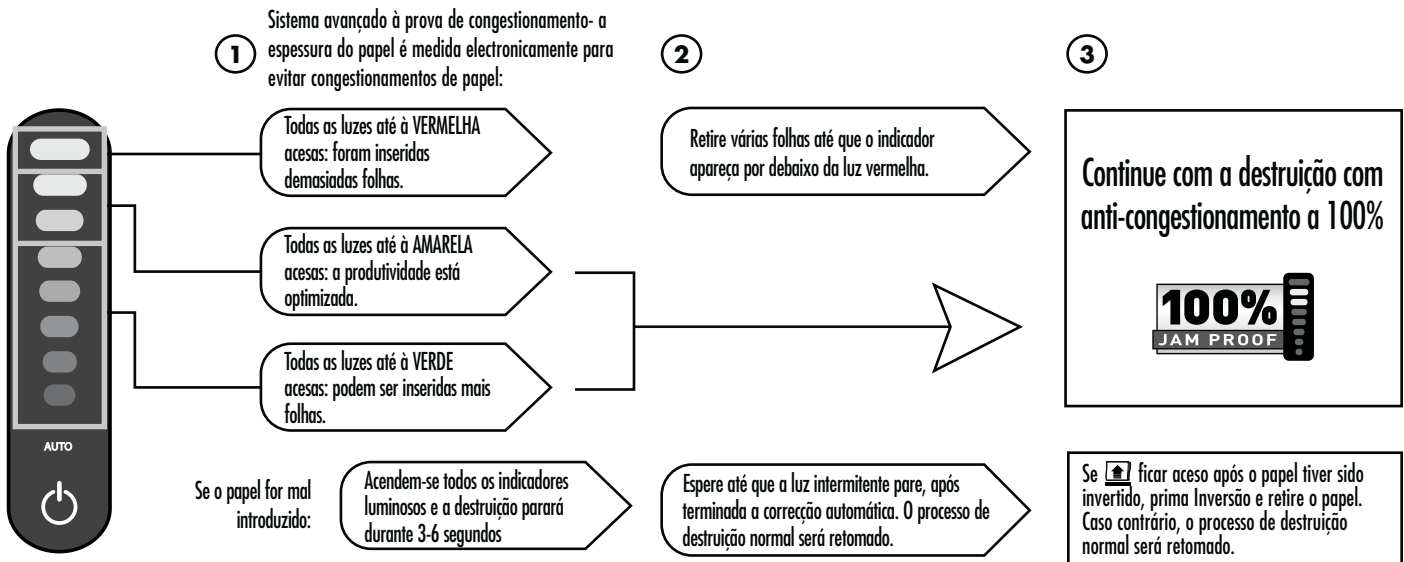 1
Sistema avançado à prova de congestionamento- a
espessura do papel é medida electronicamente para
evitar congestionamentos de papel:
2
3
Todas as luzes até à VERMELHA
acesas: foram inseridas
demasiadas folhas.
Retire várias folhas até que o indicador
apareça por debaixo da luz vermelha.
Continue com a destruição com
anti-congestionamento a 100%
100%
JAM PROOF
Todas as luzes até à AMARELA
acesas: a produtividade está
optimizada.
Todas as luzes até à VERDE
acesas: podem ser inseridas mais
folhas.
AUTO
Se o papel for mal
introduzido:
Acendem-se todos os indicadores
luminosos e a destruição parará
durante 3-6 segundos
Espere até que a luz intermitente pare, após
terminada a correcção automática. O processo de
destruição normal será retomado.
Se ficar aceso após o papel tiver sido
invertido, prima Inversão e retire o papel.
Caso contrário, o processo de destruição
normal será retomado.